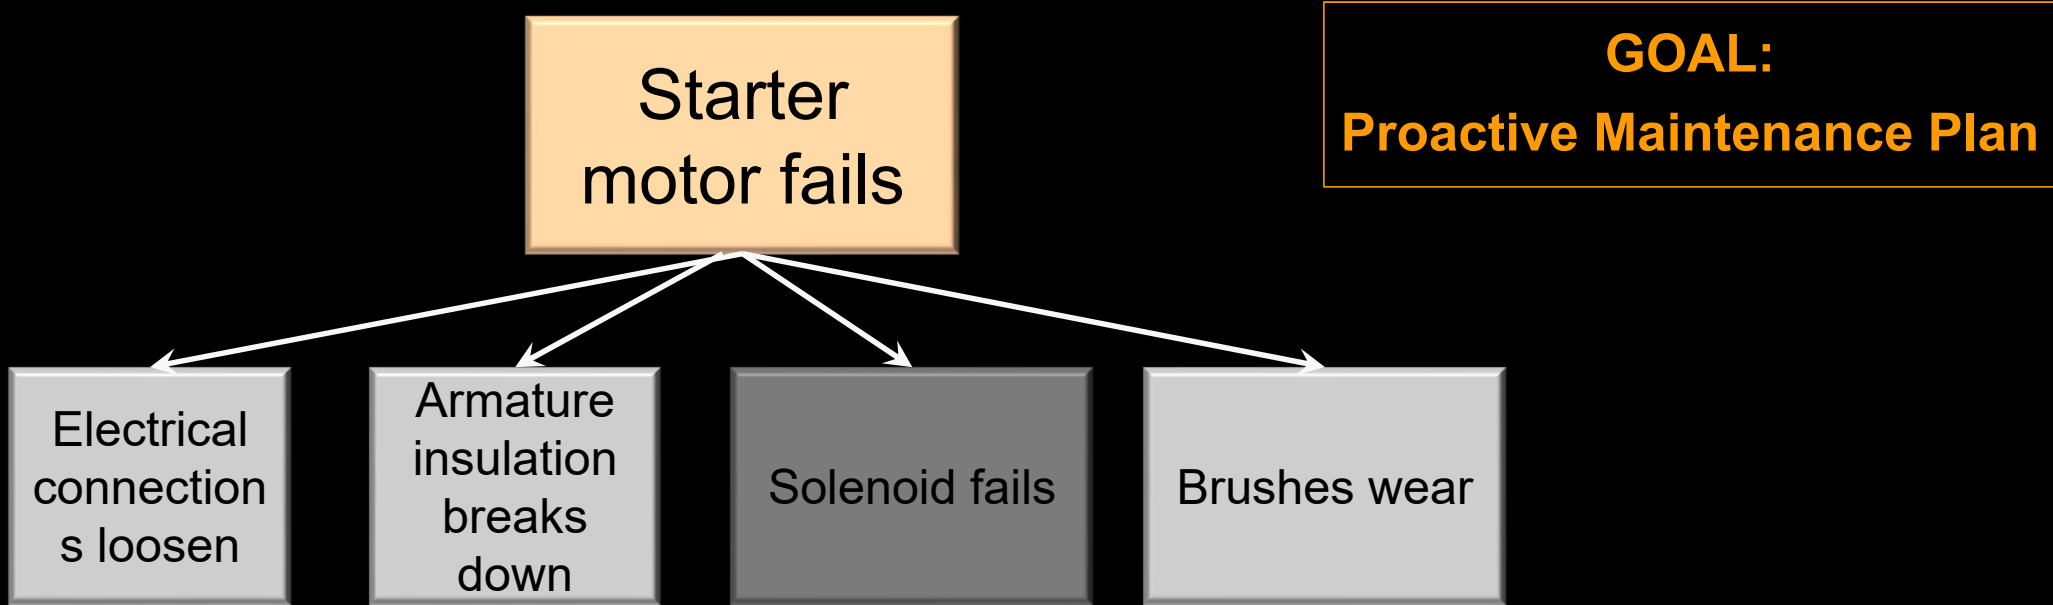 Starter
motor fails
GOAL:
Proactive Maintenance Plan
Electrical
connection
s loosen
Armature
insulation
breaks
down
Solenoid fails
Brushes wear